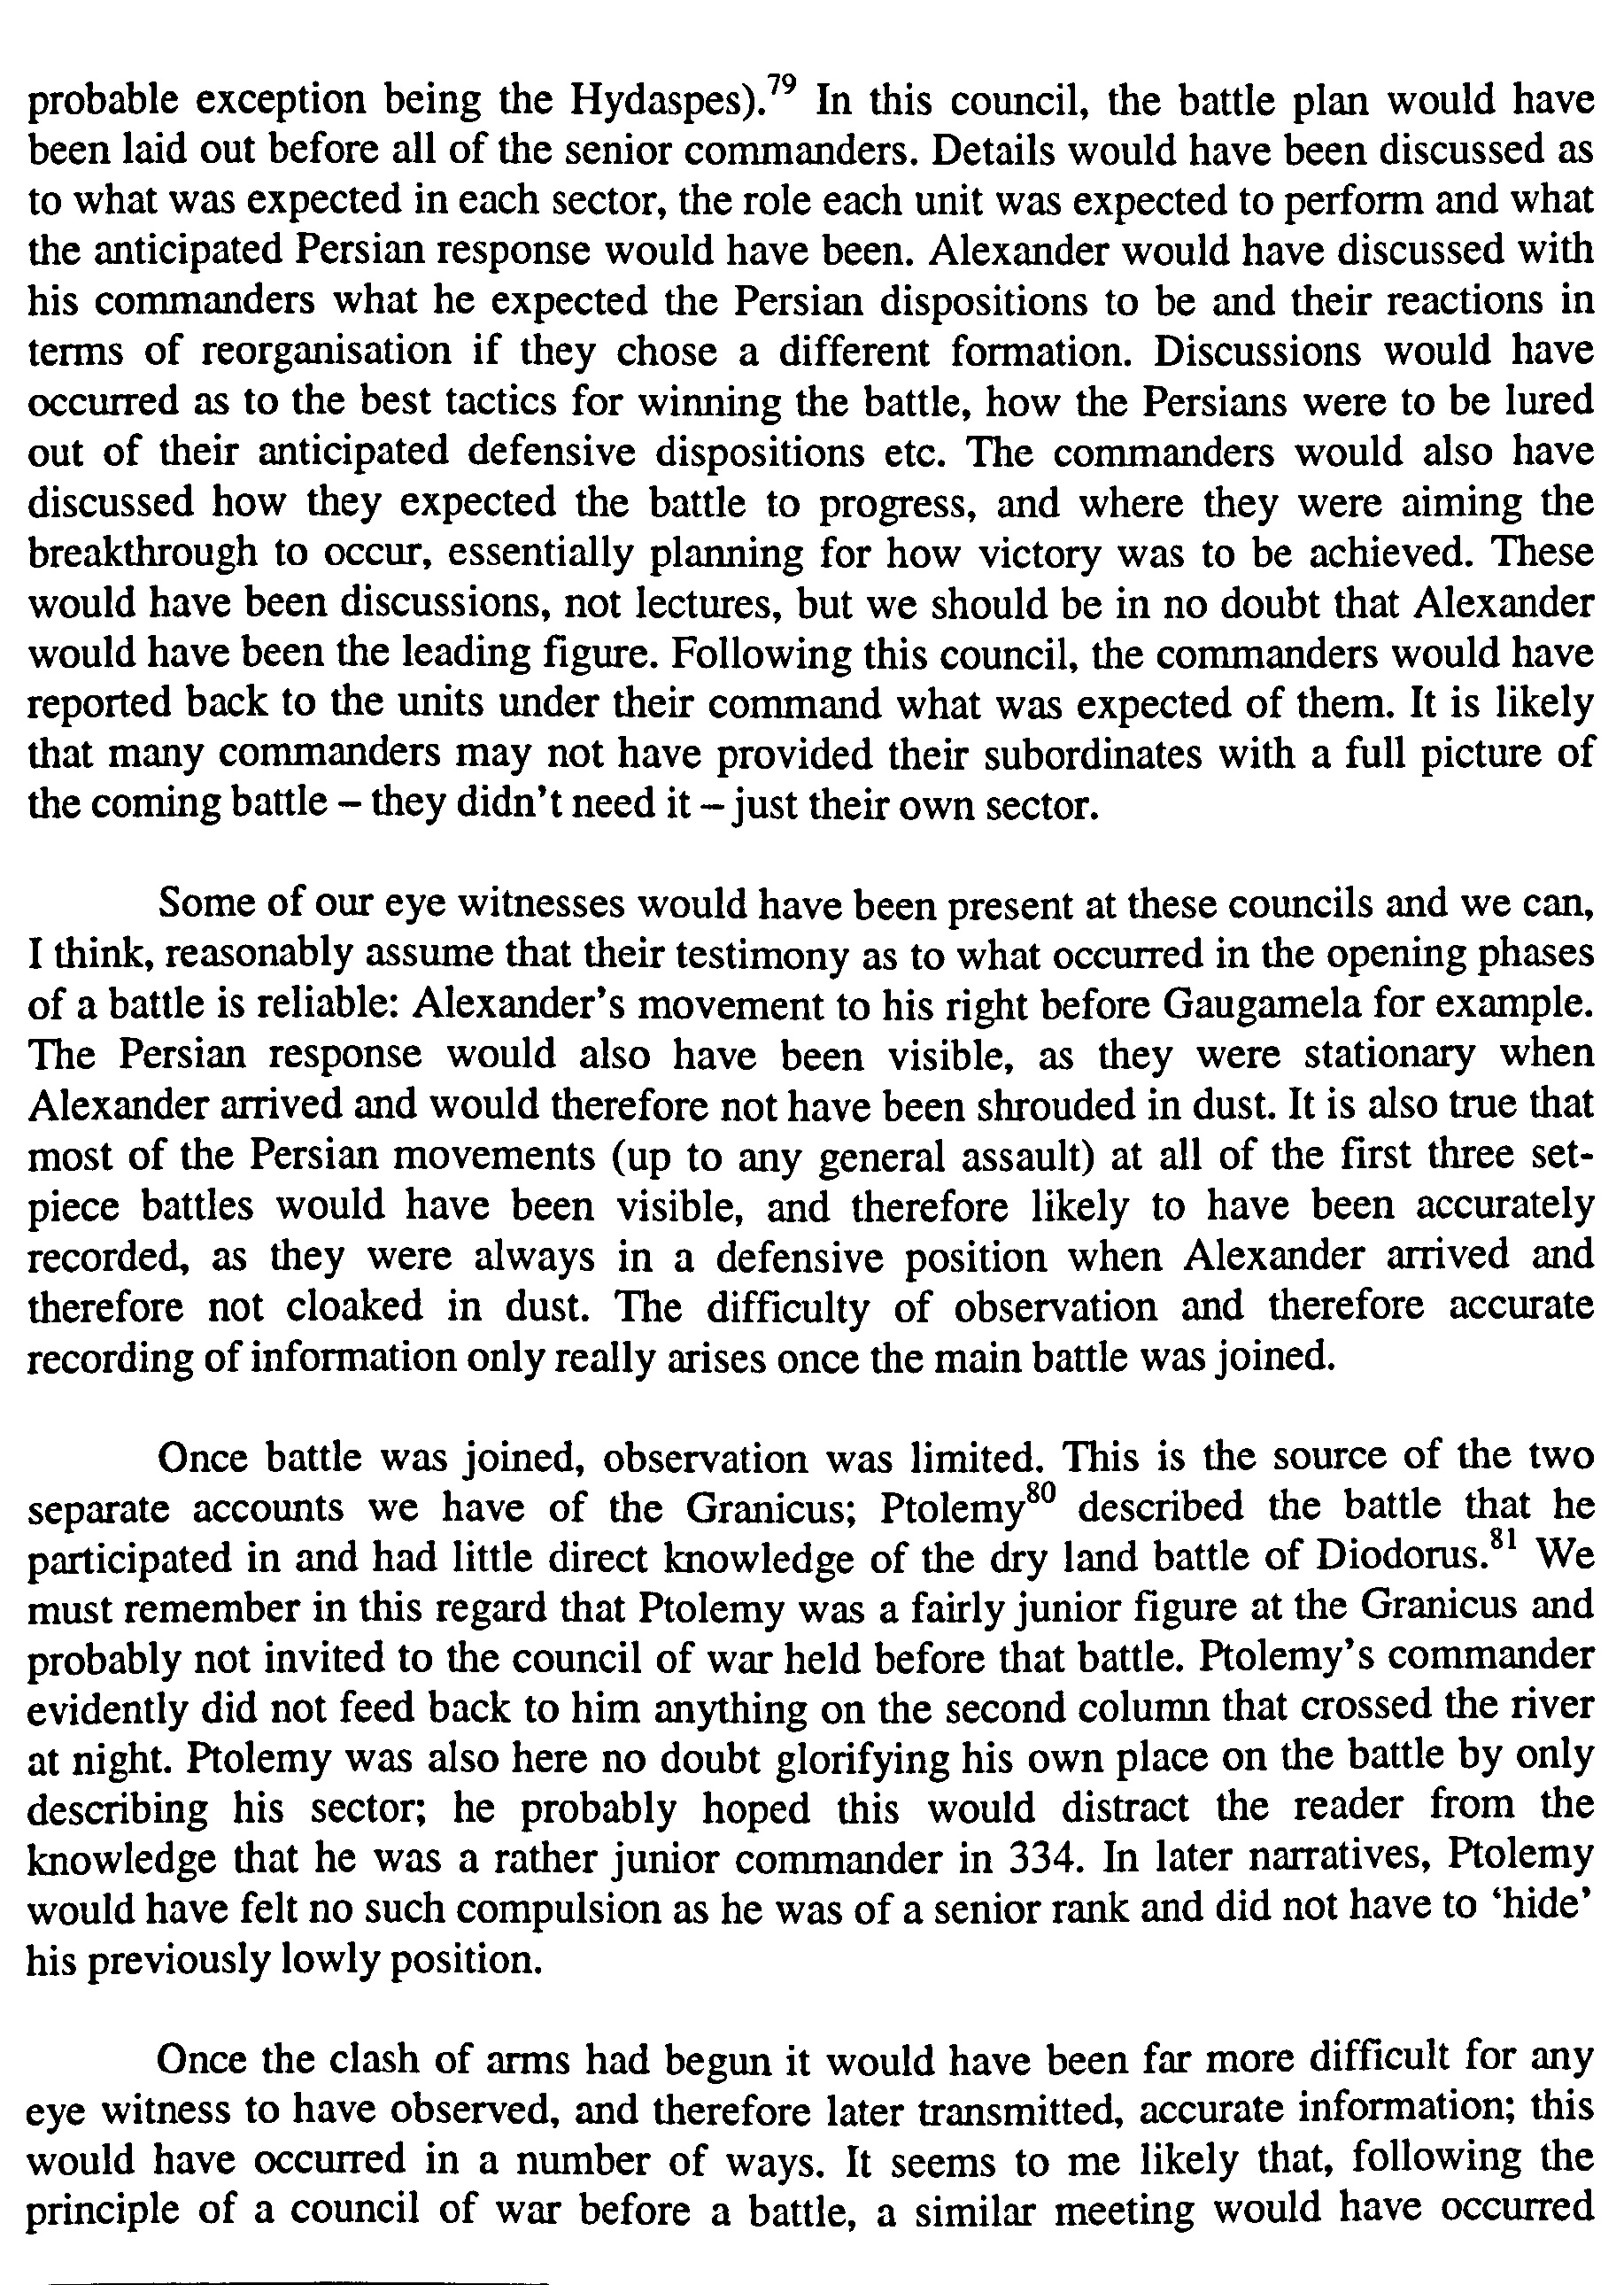 probable exception being the Hydaspes).79 In this council, the battle plan would have
been laid out before all of the senior commanders. Details would have been discussed as
to what was expected in each sector, the role each unit was expected to perform and what
the anticipated Persian response would have been. Alexander would have discussed with
his commanders what he expected the Persian dispositions to be and their reactions in
terms of reorganisation if they chose a different formation. Discussions would have
occurred as to the best tactics for winning the battle, how the Persians were to be lured
out of their anticipated defensive dispositions etc. The commanders would also have
discussed how they expected the battle to progress, and where they were aiming the
breakthrough to occur, essentially planning for how victory was to be achieved. These
would have been discussions, not lectures, but we should be in no doubt that Alexander
would have been the leading figure. Following this council, the commanders would have
reported back to the units under their command what was expected of them. It is likely
that many commanders may not have provided their subordinates with a full picture of
the coming battle – they didn't need it – just their own sector.
Some of our eye witnesses would have been present at these councils and we can,
I think, reasonably assume that their testimony as to what occurred in the opening phases
of a battle is reliable: Alexander's movement to his right before Gaugamela for example.
The Persian response would also have been visible, as they were stationary when
Alexander arrived and would therefore not have been shrouded in dust. It is also true that
most of the Persian movements (up to any general assault) at all of the first three set-
piece battles would have been visible, and therefore likely to have been accurately
recorded, as they were always in a defensive position when Alexander arrived and
therefore not cloaked in dust. The difficulty of observation and therefore accurate
recording of information only really arises once the main battle was joined.
Once battle was joined, observation was limited. This is the source of the two
separate accounts we have of the Granicus; Ptolemy80 described the battle that he
participated in and had little direct knowledge of the dry land battle of Diodorus.81 We
must remember in this regard that Ptolemy was a fairly junior figure at the Granicus and
probably not invited to the council of war held before that battle. Ptolemy's commander
evidently did not feed back to him anything on the second column that crossed the river
at night. Ptolemy was also here no doubt glorifying his own place on the battle by only
describing his sector; he probably hoped this would distract the reader from the
knowledge that he was a rather junior commander in 334. In later narratives, Ptolemy
would have felt no such compulsion as he was of a senior rank and did not have to 'hide'
his previously lowly position.
Once the clash of arms had begun it would have been far more difficult for any
eye witness to have observed, and therefore later transmitted, accurate information; this
would have occurred in a number of ways. It seems to me likely that, following the
principle of a council of war before a battle, a similar meeting would have occurred